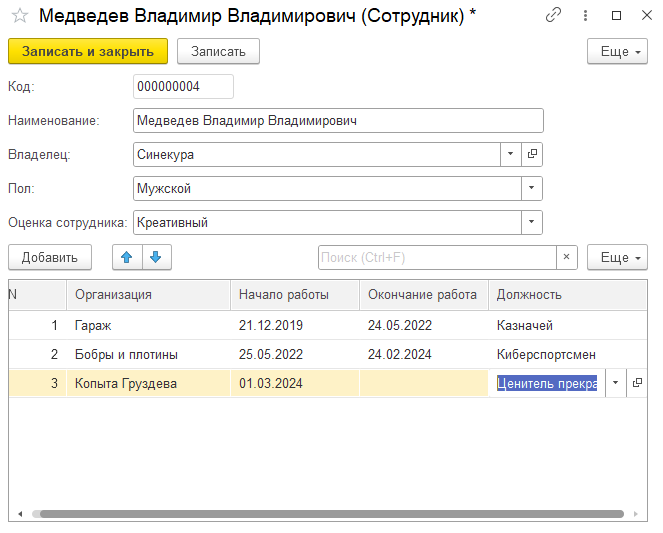 Медведев Владимир Владимирович (Сотрудник) *
Записать и закрыть Записать Еще
Код: 000000004
Наименование: Медведев Владимир Владимирович
Владелец: Синекура
Пол: Мужской
Оценка сотрудника: Креативный
Добавить Поиск (Ctrl+F) × Еще
N Организация Начало работы Окончание работа Должность
1 Гараж 21.12.2019 24.05.2022 Казначей
2 Бобры и плотины 25.05.2022 24.02.2024 Киберспортсмен
3 Копыта Груздева 01.03.2024 Ценитель прекра